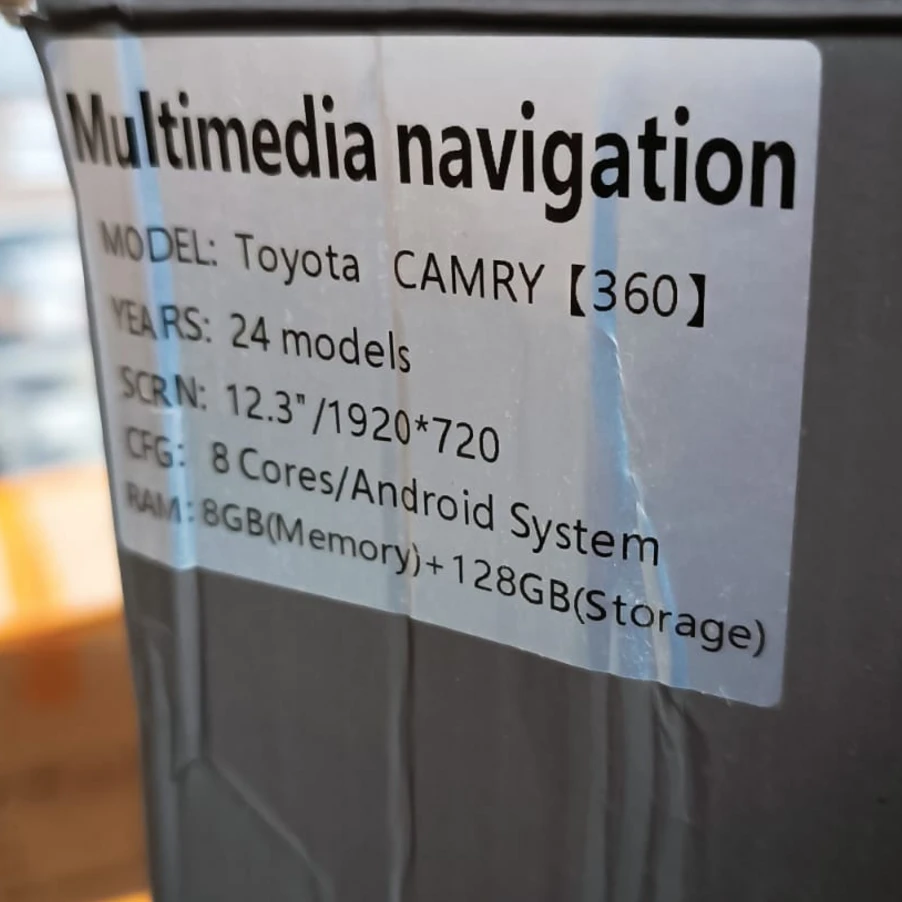 Multimedia navigation
MODEL: Toyota CAMRY【360】
YEARS: 24 models
SCRN: 12.3"/1920*720
CFG: 8 Cores/Android System
RAM: 8GB(Memory)+128GB(Storage)